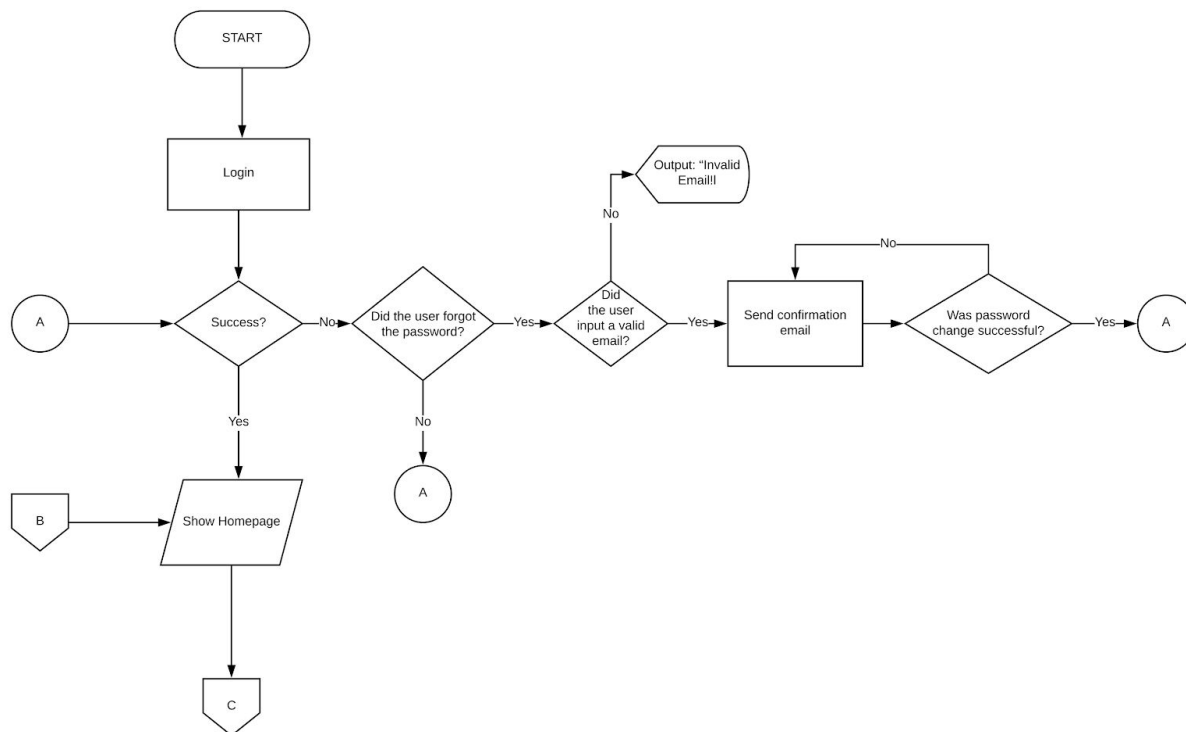 START
Login
Output: "Invalid
Email!l
No
No
A
Success?
No
Did the user forgot
the password?
Yes
Did
the user
input a valid
email?
Yes
Send confirmation
email
Was password
change successful?
Yes
A
Yes
No
A
B
Show Homepage
C